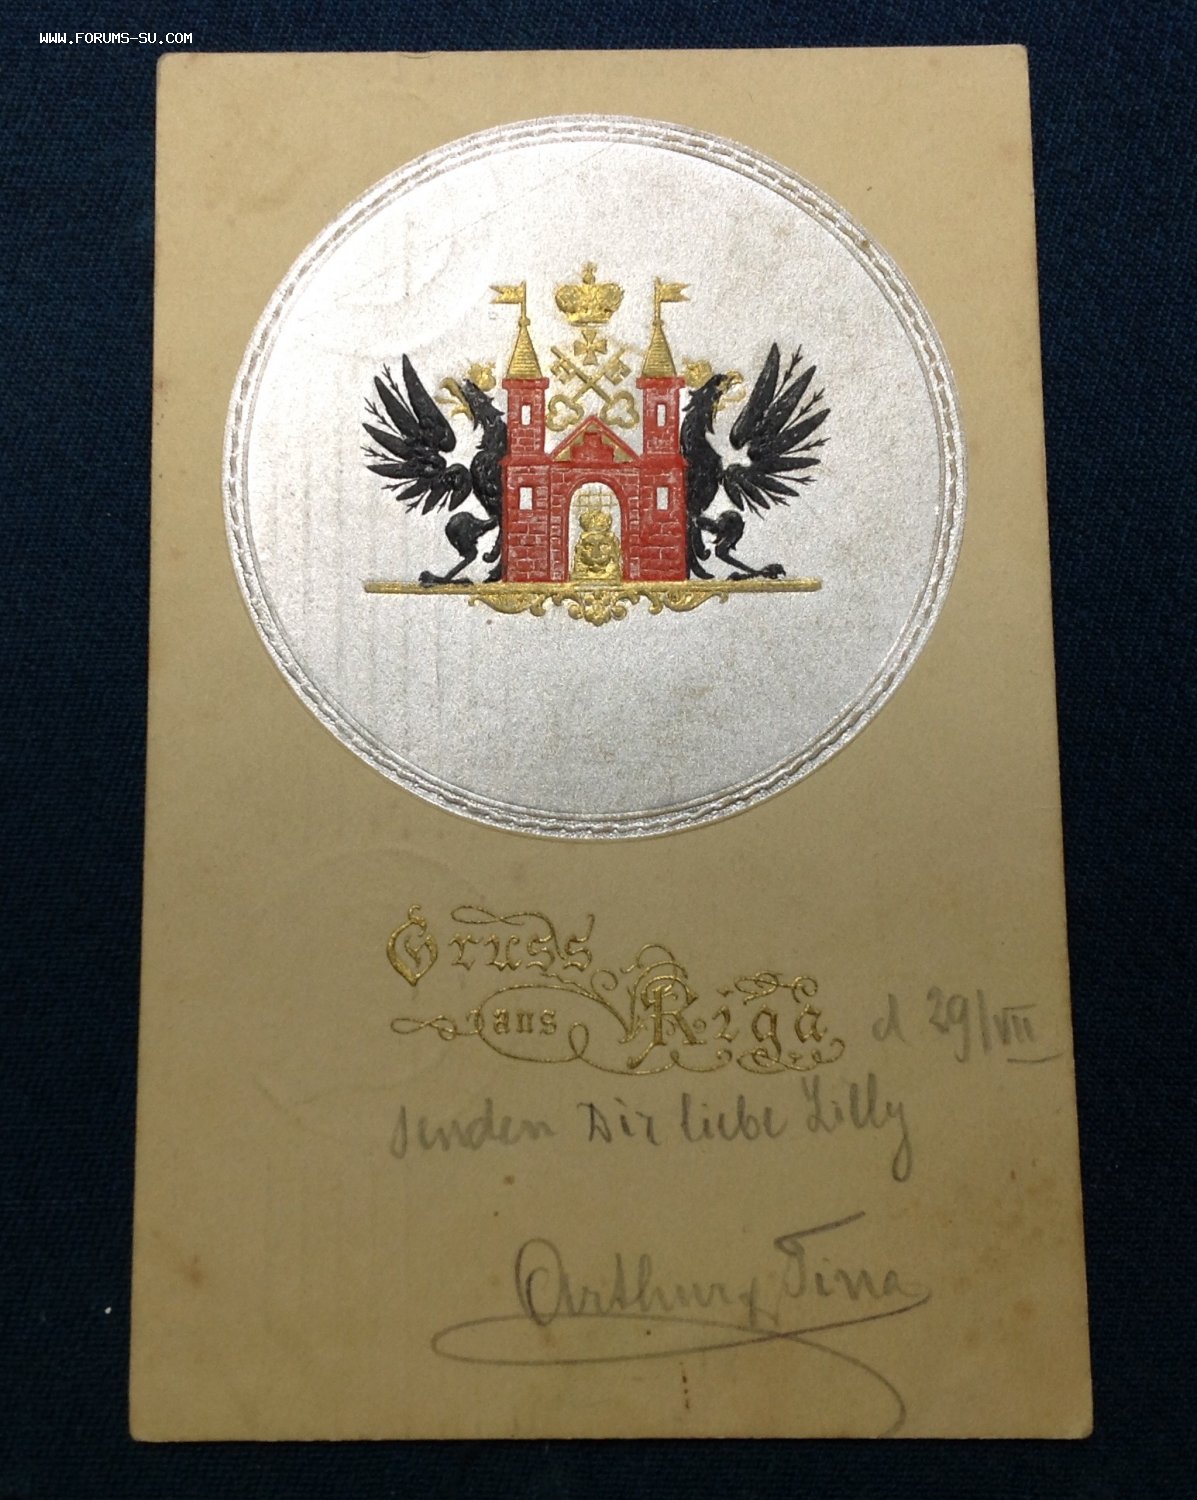 WWW.FORUMS-SU.COM
Gruss
aus Riga d 29/VII
senden Dir liebe Lilly
Arthur & Tina